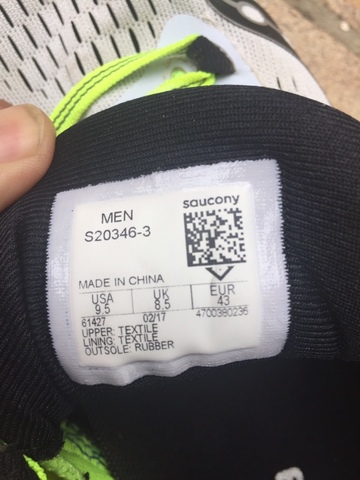 saucony
MEN
S20346-3
MADE IN CHINA
USA UK EUR
9.5 8.5 43
61427 02/17 4700380236
UPPER: TEXTILE
LINING: TEXTILE
OUTSOLE: RUBBER